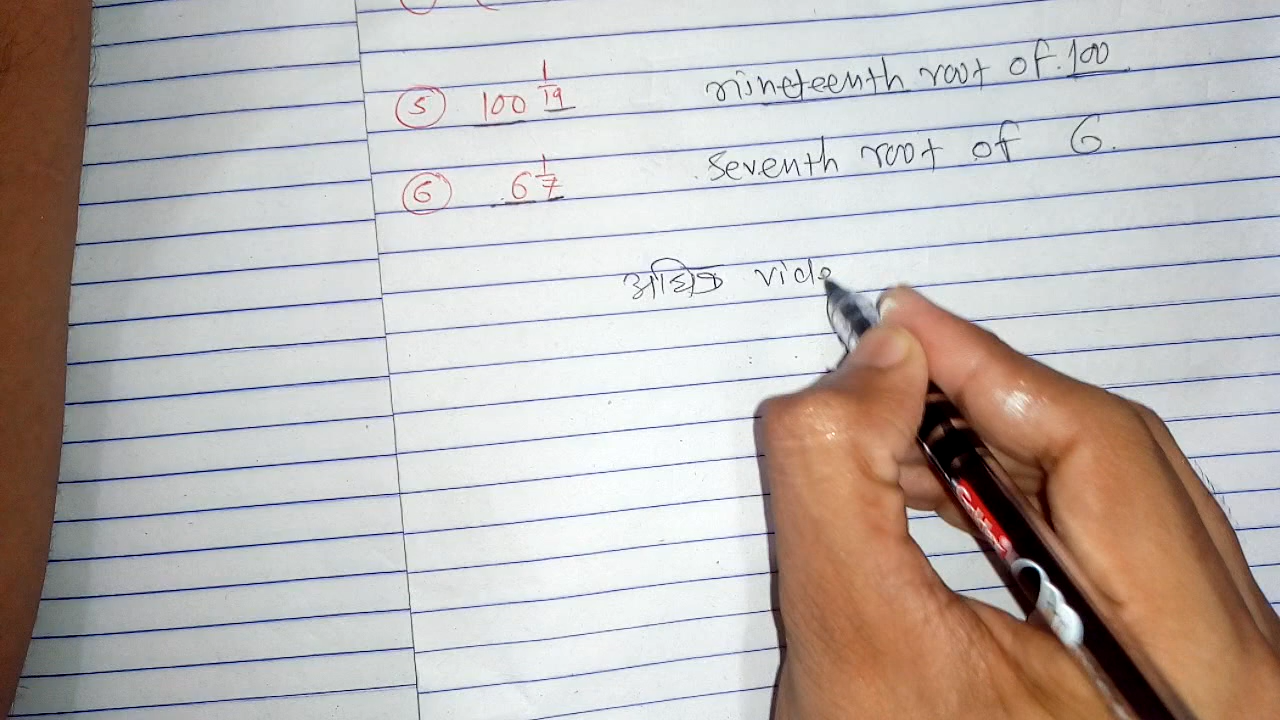 ⑤ 100^(1/19) nineteenth root of 100
⑥ 6^(1/7) Seventh root of 6.
अधिक vide